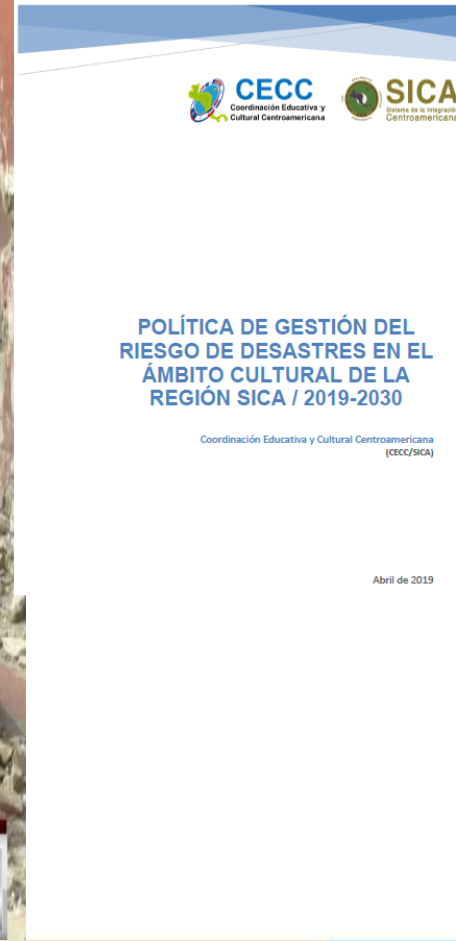 CECC
Coordinación Educativa y
Cultural Centroamericana
SICA
Sistema de la Integración
Centroamericana
POLÍTICA DE GESTIÓN DEL
RIESGO DE DESASTRES EN EL
ÁMBITO CULTURAL DE LA
REGIÓN SICA / 2019-2030
Coordinación Educativa y Cultural Centroamericana
(CECC/SICA)
Abril de 2019